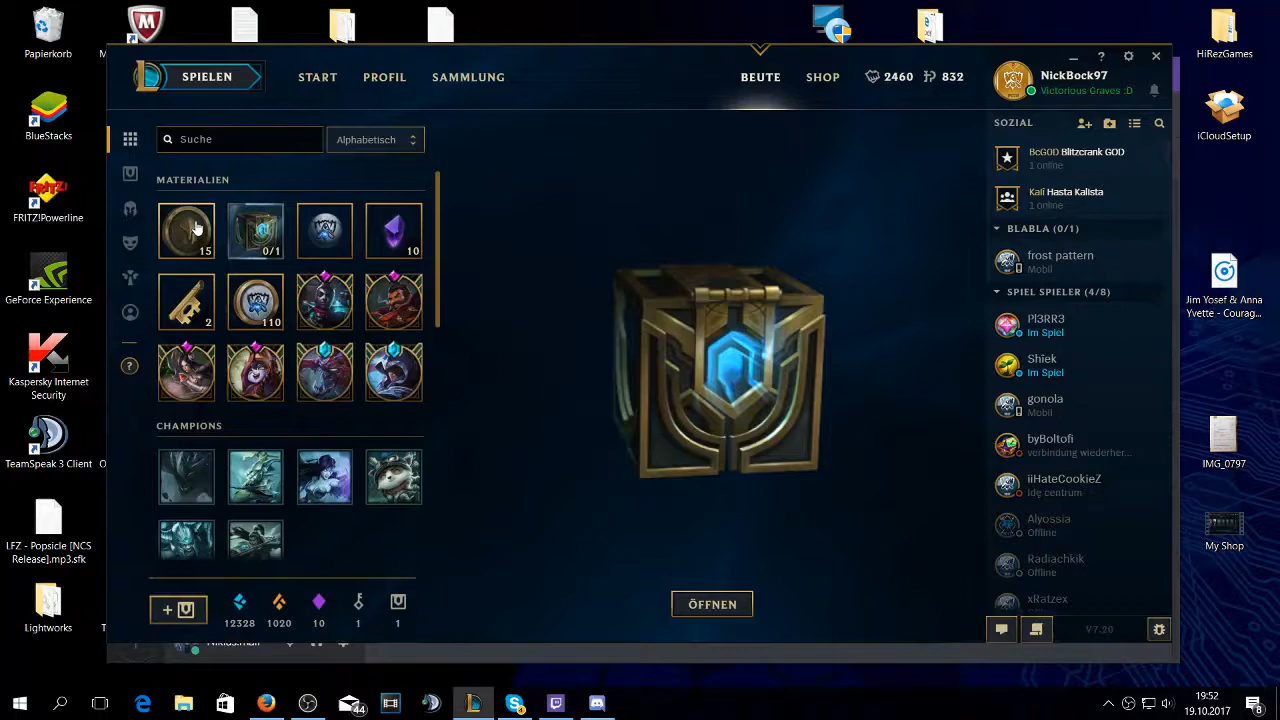 Papierkorb
BlueStacks
FRITZ!Powerline
GeForce Experience
Kaspersky Internet
Security
TeamSpeak 3 Client
LFZ - Popsicle [NCS
Release].mp3.sfk
Lightworks
SPIELEN
START
PROFIL
SAMMLUNG
BEUTE
SHOP
2460
832
NickBock97
Victorious Graves :D
Suche
Alphabetisch
MATERIALIEN
15
0/1
10
2
110
CHAMPIONS
12328
1020
10
1
1
ÖFFNEN
SOZIAL
BcG0D Blitzcrank GOD
1 online
Kalî Hasta Kalista
1 online
BLABLA (0/1)
frost pattern
Mobil
SPIEL SPIELER (4/8)
Pl3RR3
Im Spiel
Shîek
Im Spiel
gonola
Mobil
byBoltofi
verbindung wiederher...
iiHateCookieZ
Idę centrum
Alyossia
Offline
Radiachkik
Offline
xRatzex
V7.20
HiRezGames
iCloudSetup
Jim Yosef & Anna
Yvette - Courag...
IMG_0797
My Shop
19:52
19.10.2017